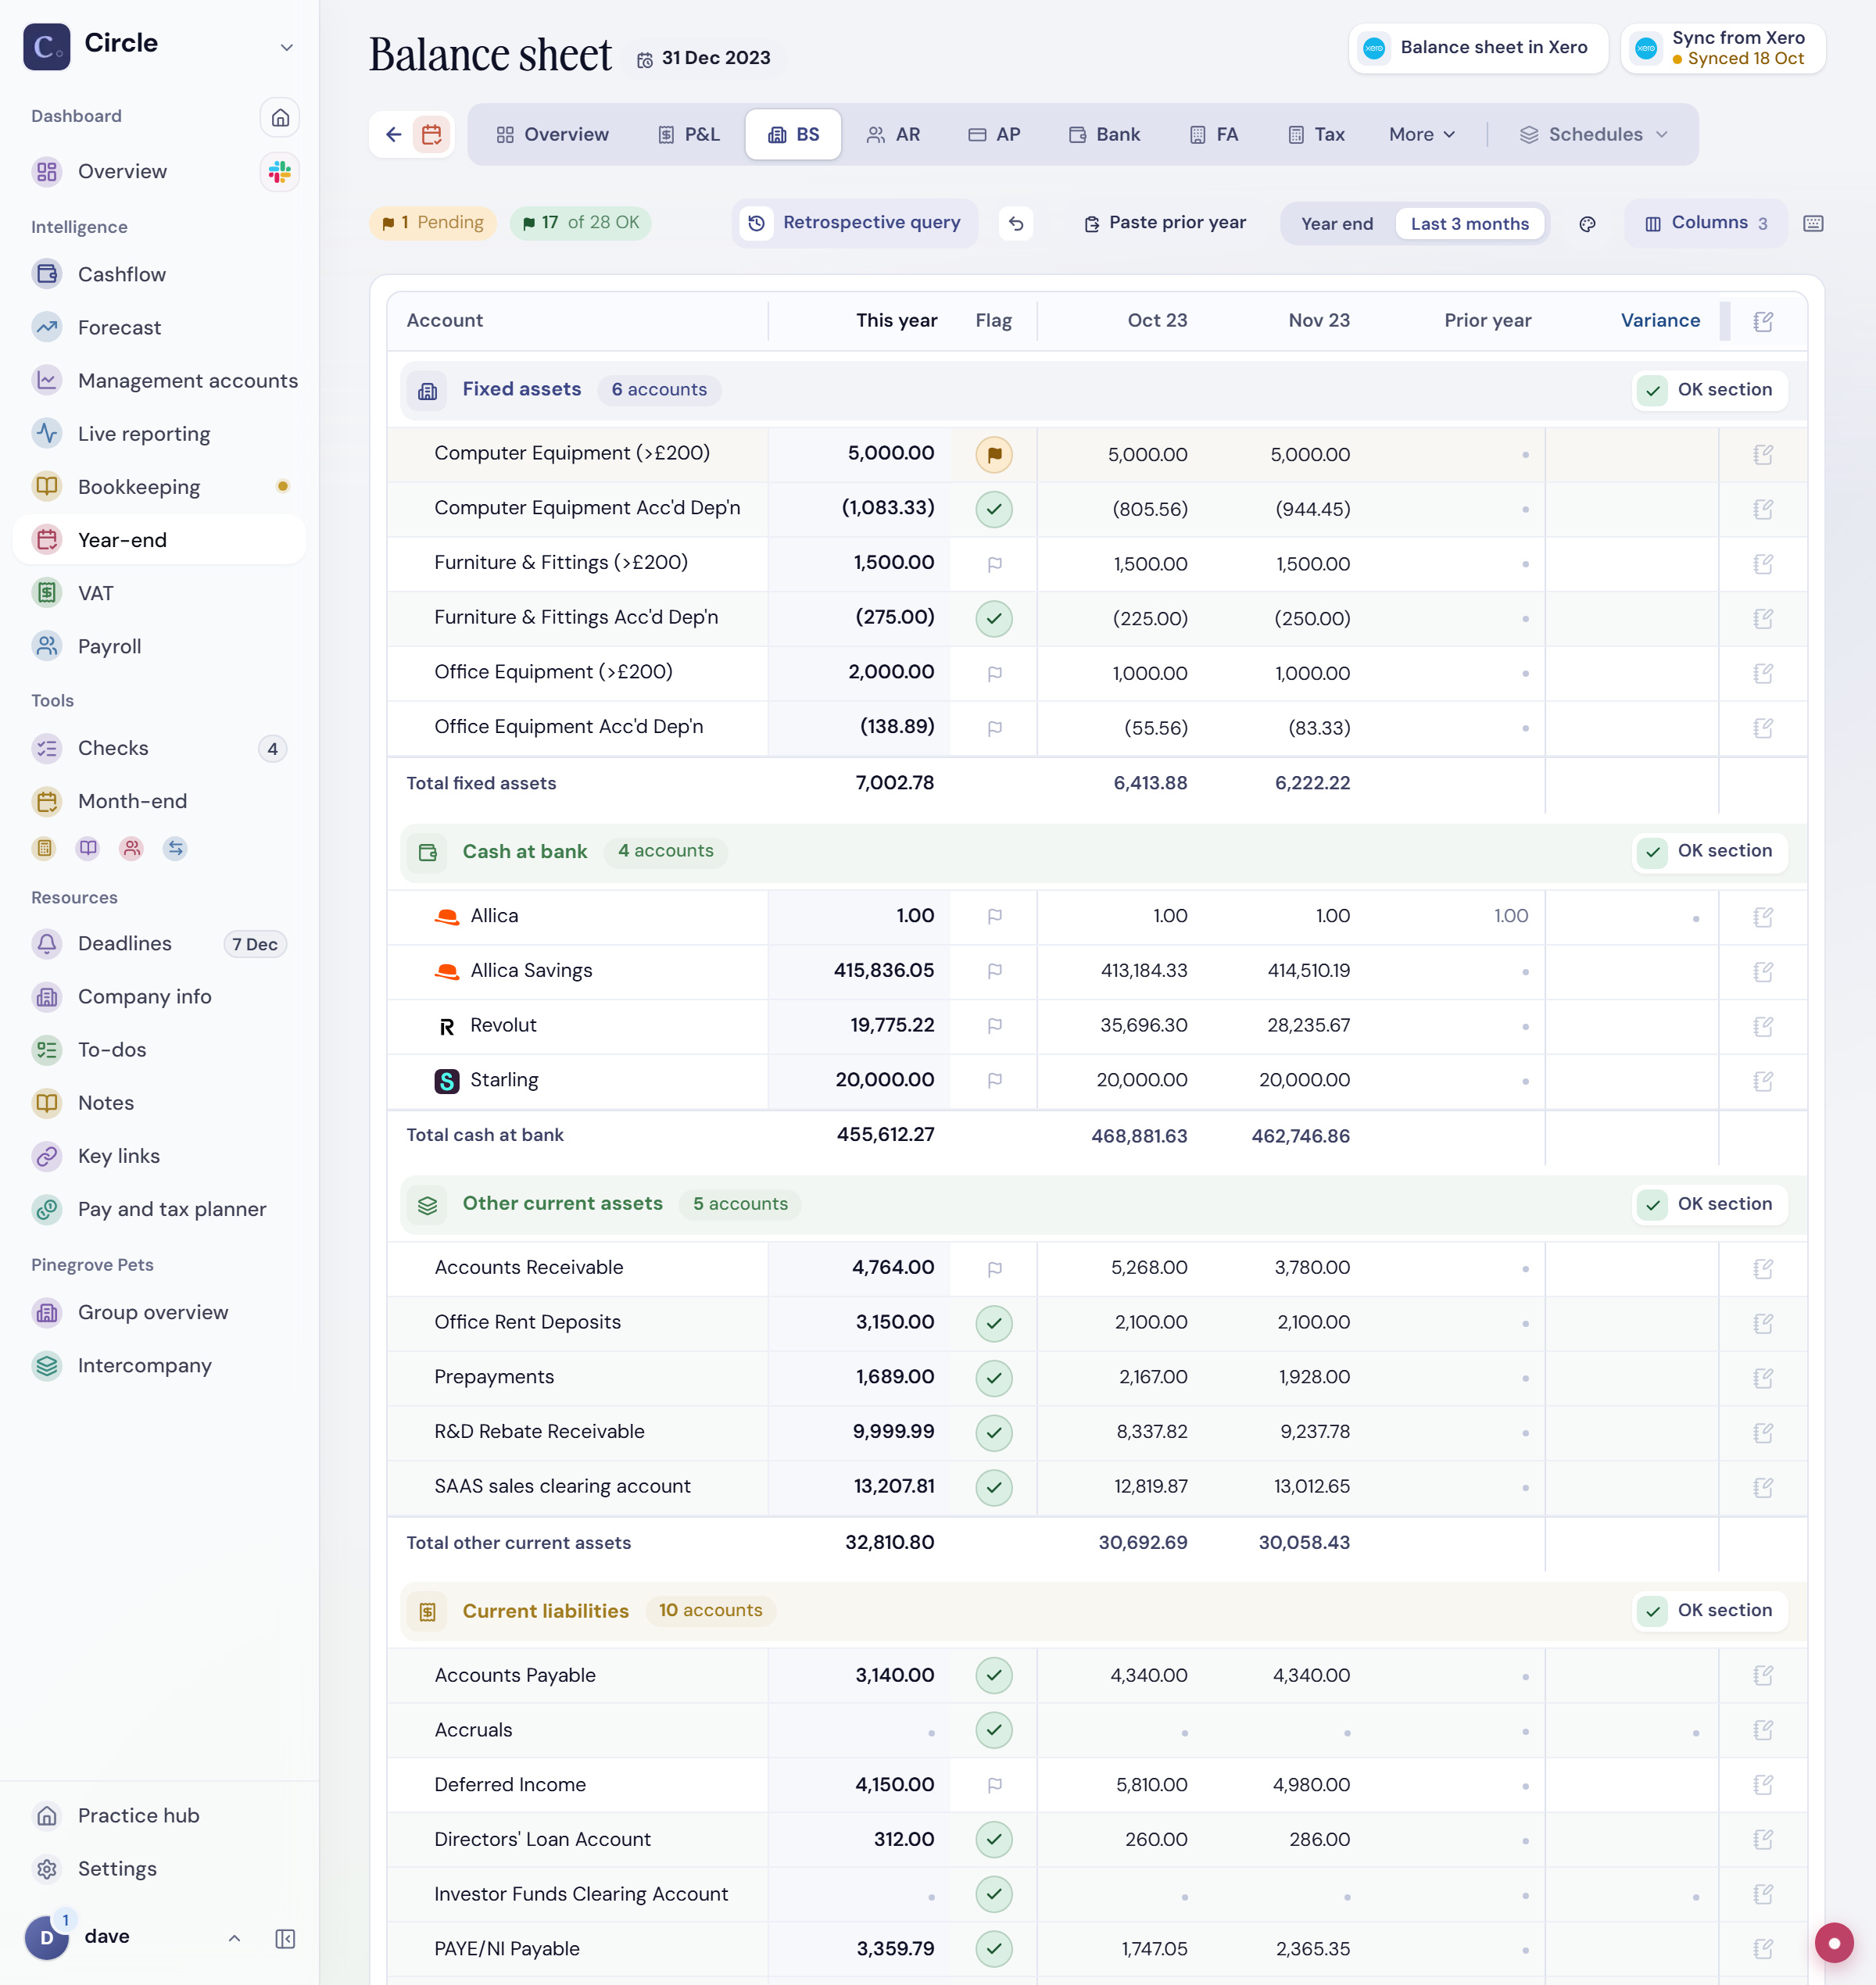 C
Circle
Dashboard
Overview
Intelligence
Cashflow
Forecast
Management accounts
Live reporting
Bookkeeping
Year-end
VAT
Payroll
Tools
Checks 4
Month-end
Resources
Deadlines 7 Dec
Company info
To-dos
Notes
Key links
Pay and tax planner
Pinegrove Pets
Group overview
Intercompany
Practice hub
Settings
D 1 dave
Balance sheet 31 Dec 2023
xero Balance sheet in Xero
xero Sync from Xero
Synced 18 Oct
Overview P&L BS AR AP Bank FA Tax More Schedules
1 Pending 17 of 28 OK Retrospective query Paste prior year Year end Last 3 months Columns 3
Account This year Flag Oct 23 Nov 23 Prior year Variance
Fixed assets 6 accounts OK section
Computer Equipment (>£200) 5,000.00 5,000.00 5,000.00
Computer Equipment Acc'd Dep'n (1,083.33) (805.56) (944.45)
Furniture & Fittings (>£200) 1,500.00 1,500.00 1,500.00
Furniture & Fittings Acc'd Dep'n (275.00) (225.00) (250.00)
Office Equipment (>£200) 2,000.00 1,000.00 1,000.00
Office Equipment Acc'd Dep'n (138.89) (55.56) (83.33)
Total fixed assets 7,002.78 6,413.88 6,222.22
Cash at bank 4 accounts OK section
Allica 1.00 1.00 1.00 1.00
Allica Savings 415,836.05 413,184.33 414,510.19
R Revolut 19,775.22 35,696.30 28,235.67
S Starling 20,000.00 20,000.00 20,000.00
Total cash at bank 455,612.27 468,881.63 462,746.86
Other current assets 5 accounts OK section
Accounts Receivable 4,764.00 5,268.00 3,780.00
Office Rent Deposits 3,150.00 2,100.00 2,100.00
Prepayments 1,689.00 2,167.00 1,928.00
R&D Rebate Receivable 9,999.99 8,337.82 9,237.78
SAAS sales clearing account 13,207.81 12,819.87 13,012.65
Total other current assets 32,810.80 30,692.69 30,058.43
Current liabilities 10 accounts OK section
Accounts Payable 3,140.00 4,340.00 4,340.00
Accruals
Deferred Income 4,150.00 5,810.00 4,980.00
Directors' Loan Account 312.00 260.00 286.00
Investor Funds Clearing Account
PAYE/NI Payable 3,359.79 1,747.05 2,365.35